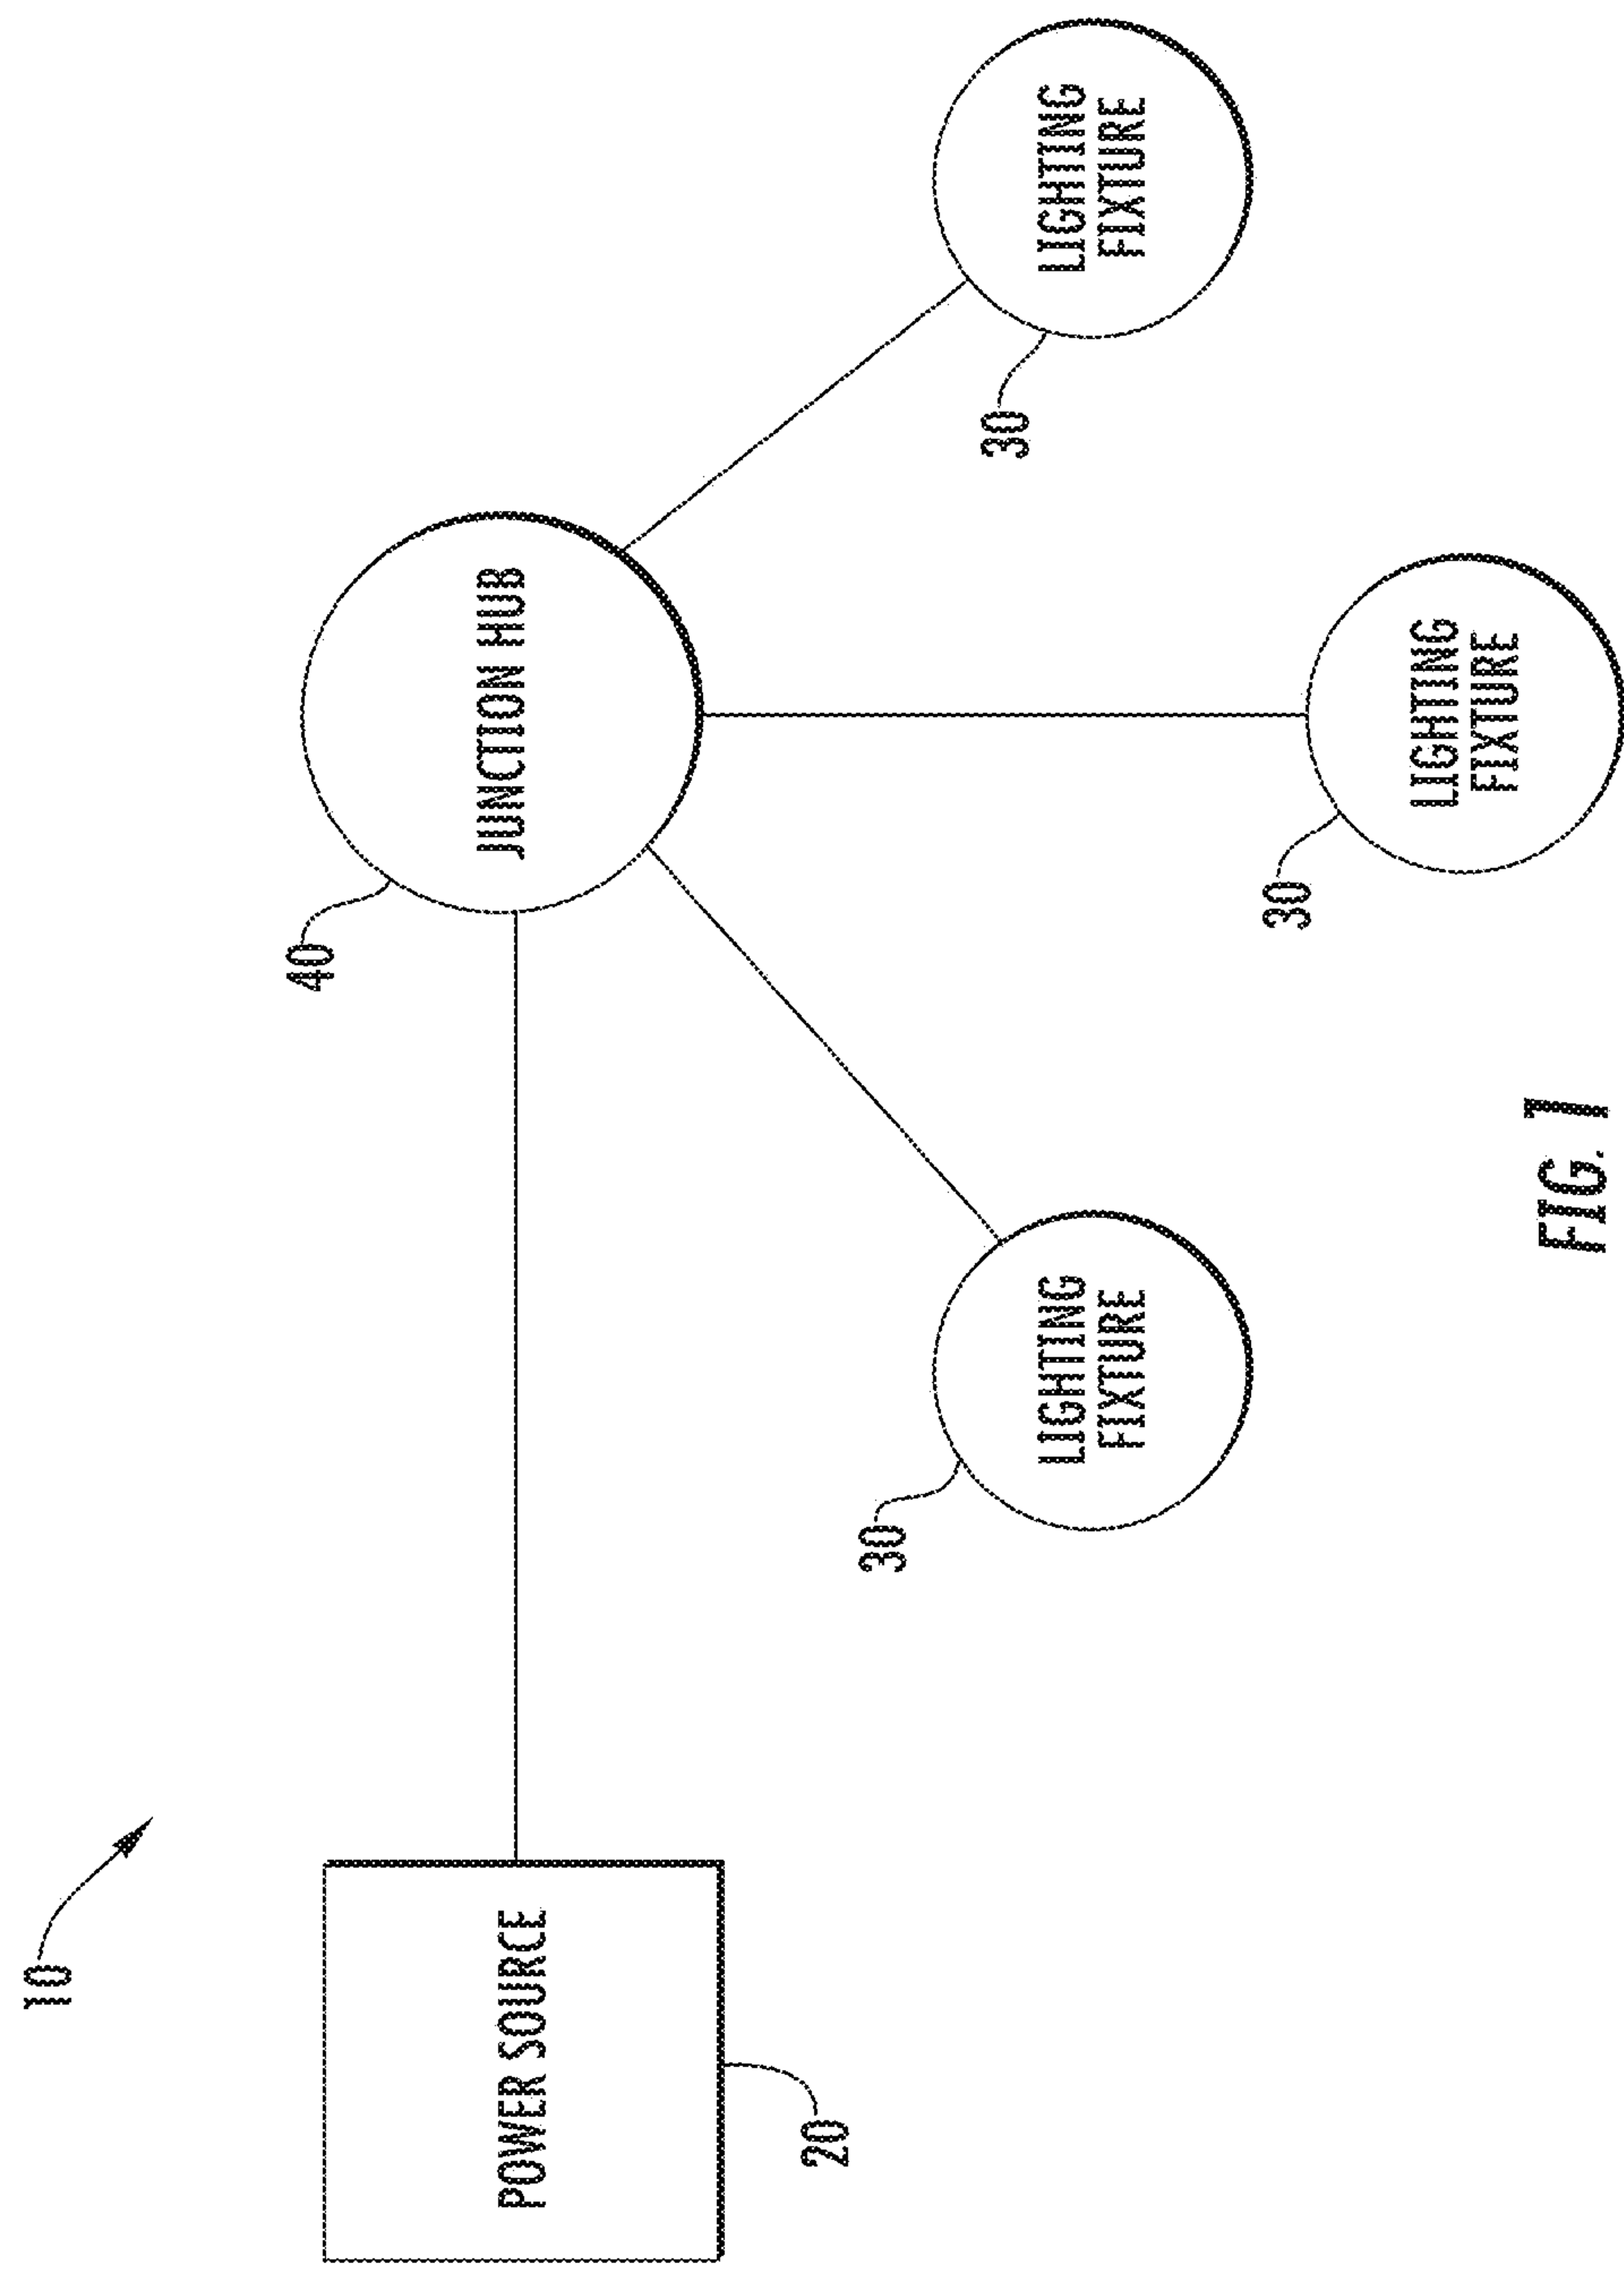 10
POWER SOURCE
20
40
JUNCTION HUB
30
LIGHTING
FIXTURE
30
LIGHTING
FIXTURE
30
LIGHTING
FIXTURE
FIG. 1